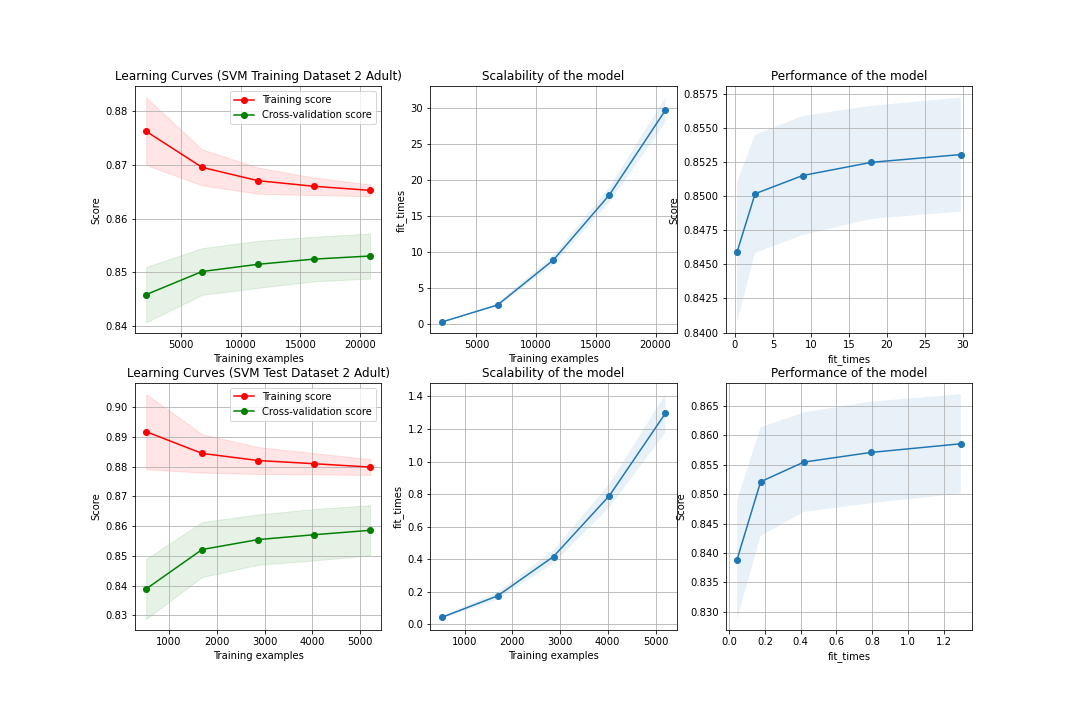 Learning Curves (SVM Training Dataset 2 Adult)
Training score
Cross-validation score
0.88
0.87
0.86
0.85
0.84
Score
5000 10000 15000 20000
Training examples
Scalability of the model
30
25
20
15
10
5
0
fit_times
5000 10000 15000 20000
Training examples
Performance of the model
0.8575
0.8550
0.8525
0.8500
0.8475
0.8450
0.8425
0.8400
Score
0 5 10 15 20 25 30
fit_times
Learning Curves (SVM Test Dataset 2 Adult)
Training score
Cross-validation score
0.90
0.89
0.88
0.87
0.86
0.85
0.84
0.83
Score
1000 2000 3000 4000 5000
Training examples
Scalability of the model
1.4
1.2
1.0
0.8
0.6
0.4
0.2
0.0
fit_times
1000 2000 3000 4000 5000
Training examples
Performance of the model
0.865
0.860
0.855
0.850
0.845
0.840
0.835
0.830
Score
0.0 0.2 0.4 0.6 0.8 1.0 1.2
fit_times